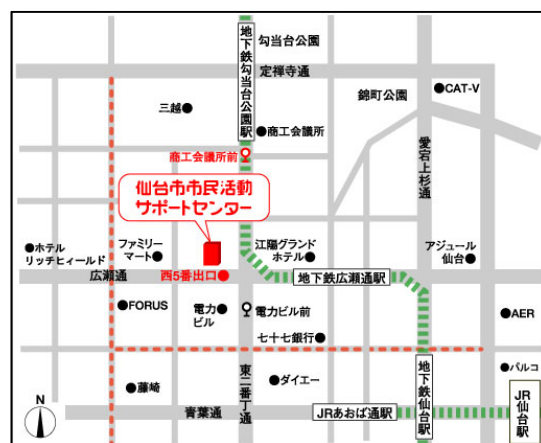 勾当台公園
地下鉄勾当台公園駅
定禅寺通
錦町公園
●CAT-V
三越●
●商工会議所
商工会議所前
愛宕上杉通
仙台市市民活動
サポートセンター
●ホテル
リッチヒィールド
ファミリー
マート●
江陽グランド
ホテル●
アジュール
仙台●
広瀬通
西5番出口●
地下鉄広瀬通駅
●FORUS
電力●
ビル
電力ビル前
●AER
七十七銀行●
●パルコ
●藤崎
東二番丁通
●ダイエー
地下鉄仙台駅
JR仙台駅
N
青葉通
JRあおば通駅